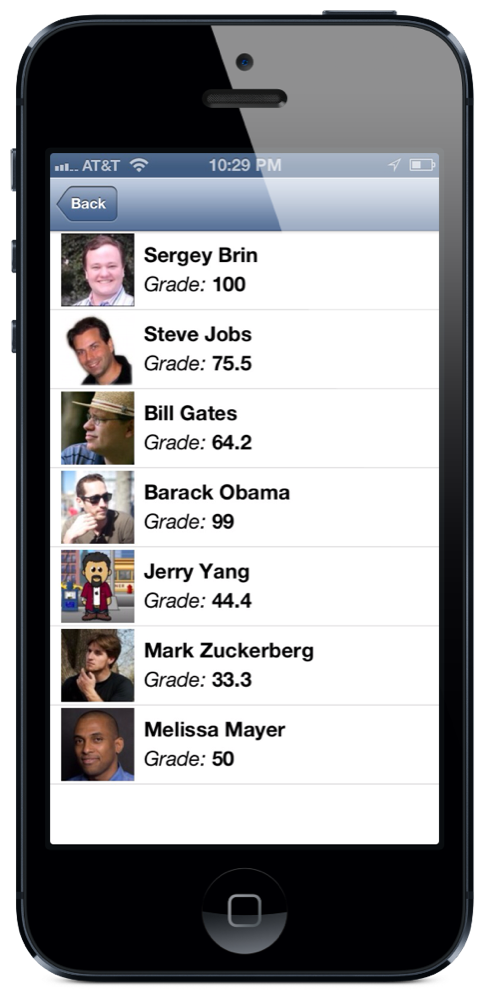 AT&T 10:29 PM
Back
Sergey Brin
Grade: 100
Steve Jobs
Grade: 75.5
Bill Gates
Grade: 64.2
Barack Obama
Grade: 99
Jerry Yang
Grade: 44.4
Mark Zuckerberg
Grade: 33.3
Melissa Mayer
Grade: 50